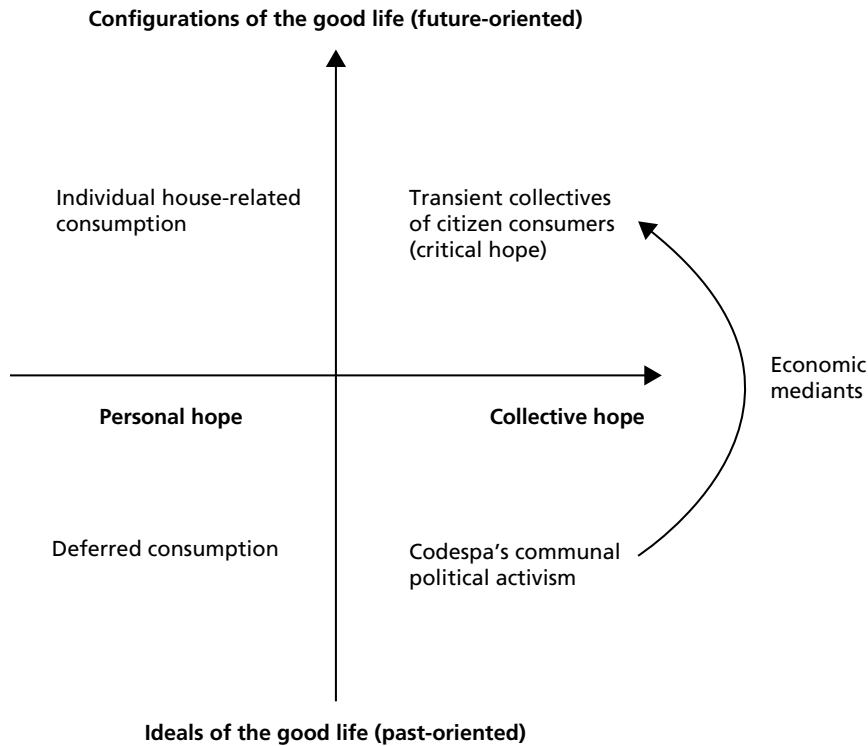 Configurations of the good life (future-oriented)
Individual house-related
consumption
Transient collectives
of citizen consumers
(critical hope)
Economic
mediants
Personal hope
Collective hope
Deferred consumption
Codespa’s communal
political activism
Ideals of the good life (past-oriented)